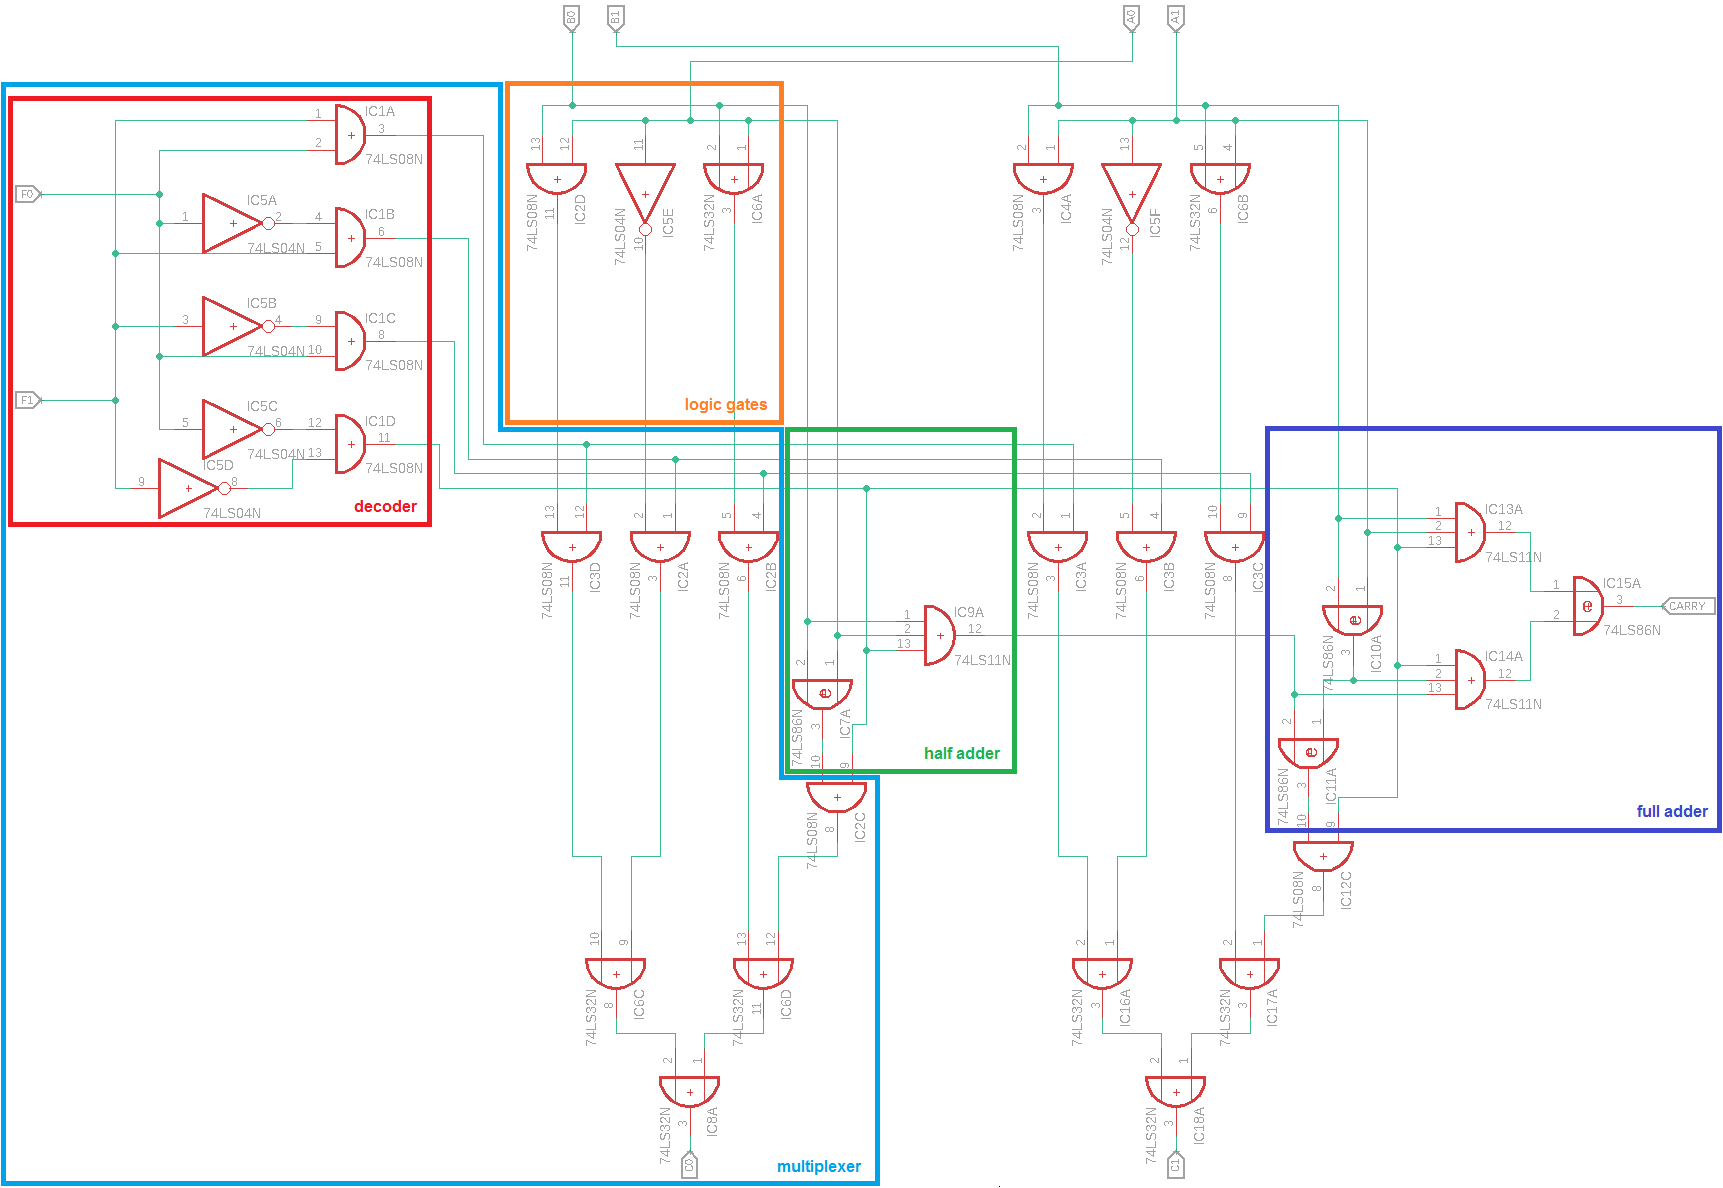 B0
B1
A0
A1
1
IC1A
3
2
74LS08N
F0
IC5A
1
2
4
IC1B
6
5
74LS04N
74LS08N
IC5B
3
4
9
IC1C
8
10
74LS04N
74LS08N
F1
IC5C
5
6
12
IC1D
11
13
74LS04N
74LS08N
IC5D
9
8
74LS04N
decoder
13
12
11
74LS08N
IC2D
11
10
74LS04N
IC5E
2
1
3
74LS32N
IC6A
logic gates
2
1
3
74LS08N
IC4A
13
12
74LS04N
IC5F
5
4
6
74LS32N
IC6B
13
12
11
74LS08N
IC3D
2
1
3
74LS08N
IC2A
5
4
6
74LS08N
IC2B
1
2
13
IC9A
12
74LS11N
2
1
3
74LS86N
IC7A
e
half adder
10
9
8
74LS08N
IC2C
2
1
3
74LS08N
IC3A
5
4
6
74LS08N
IC3B
10
9
8
74LS08N
IC3C
1
2
13
IC13A
12
74LS11N
2
1
3
74LS86N
IC10A
e
1
2
IC15A
3
e
74LS86N
CARRY
1
2
13
IC14A
12
74LS11N
2
1
3
74LS86N
IC11A
e
full adder
10
9
8
74LS08N
IC12C
10
9
8
74LS32N
IC6C
13
12
11
74LS32N
IC6D
2
1
3
74LS32N
IC8A
C0
multiplexer
2
1
3
74LS32N
IC16A
2
1
3
74LS32N
IC17A
2
1
3
74LS32N
IC18A
C1